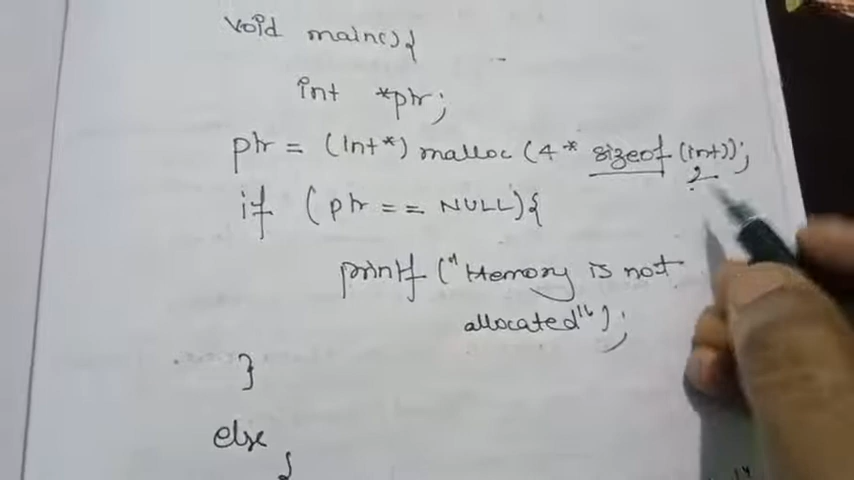 void main(){
int *ptr;
ptr = (int*) malloc (4* sizeof (int));
2
if (ptr == NULL){
printf ("Memory is not
allocated");
}
else
{